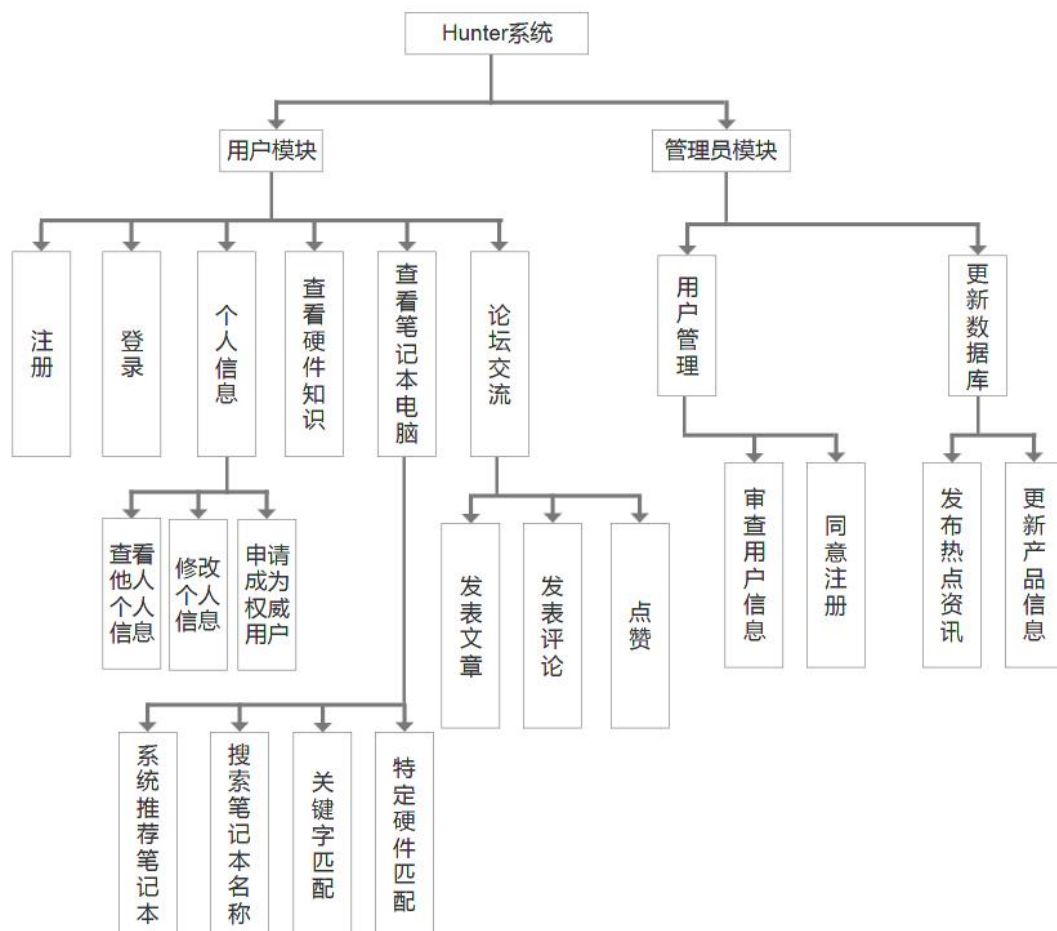 Hunter系统
用户模块
管理员模块
注册
登录
个人信息
查看硬件知识
查看笔记本电脑
论坛交流
用户管理
更新数据库
查看他人个人信息
修改个人信息
申请成为权威用户
发表文章
发表评论
点赞
审查用户信息
同意注册
发布热点资讯
更新产品信息
系统推荐笔记本
搜索笔记本名称
关键字匹配
特定硬件匹配